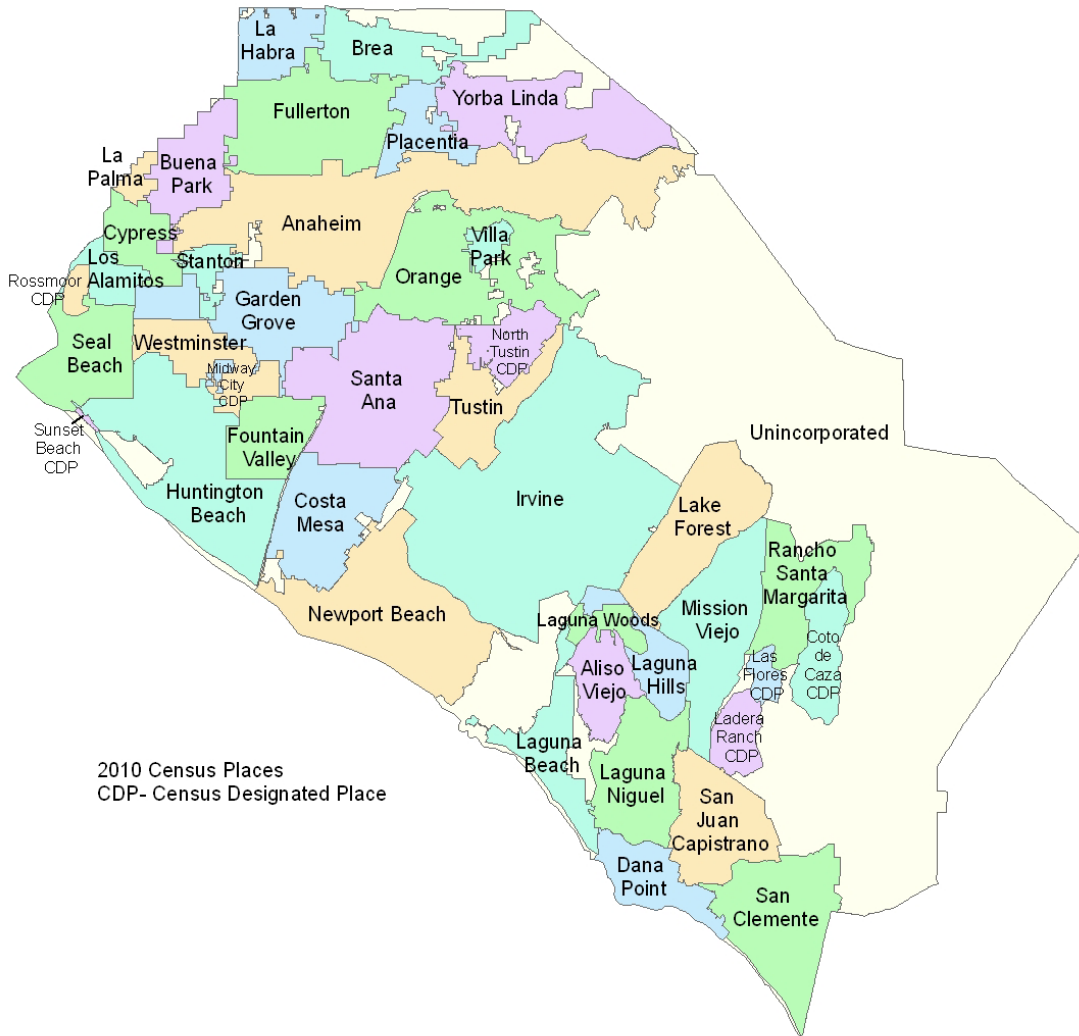 La
Habra
Brea
Yorba Linda
Fullerton
Placentia
La
Palma
Buena
Park
Anaheim
Cypress
Villa
Park
Los
Alamitos
Stanton
Orange
Rossmoor
CDP
Garden
Grove
Seal
Beach
Westminster
North
Tustin
CDP
Midway
City
CDP
Santa
Ana
Tustin
Sunset
Beach
CDP
Fountain
Valley
Unincorporated
Huntington
Beach
Costa
Mesa
Irvine
Lake
Forest
Rancho
Santa
Margarita
Newport Beach
Laguna Woods
Mission
Viejo
Coto
de
Caza
CDP
Aliso
Viejo
Laguna
Hills
Las
Flores
CDP
Ladera
Ranch
CDP
Laguna
Beach
Laguna
Niguel
San
Juan
Capistrano
2010 Census Places
CDP- Census Designated Place
Dana
Point
San
Clemente